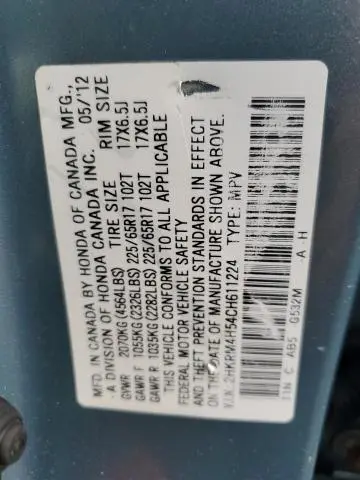 MFD. IN CANADA BY HONDA OF CANADA MFG.,
A DIVISION OF HONDA CANADA INC. 05/12
TIRE SIZE RIM SIZE
GVWR 2070KG (4564LBS)
GAWR F 1055KG (2326LBS) 225/65R17 102T 17X6.5J
GAWR R 1035KG (2282LBS) 225/65R17 102T 17X6.5J
THIS VEHICLE CONFORMS TO ALL APPLICABLE
FEDERAL MOTOR VEHICLE SAFETY
AND THEFT PREVENTION STANDARDS IN EFFECT
ON THE DATE OF MANUFACTURE SHOWN ABOVE.
V.I.N.: 2HKRM4H54CH611224 TYPE: MPV
IIN C AB5 G532M A H